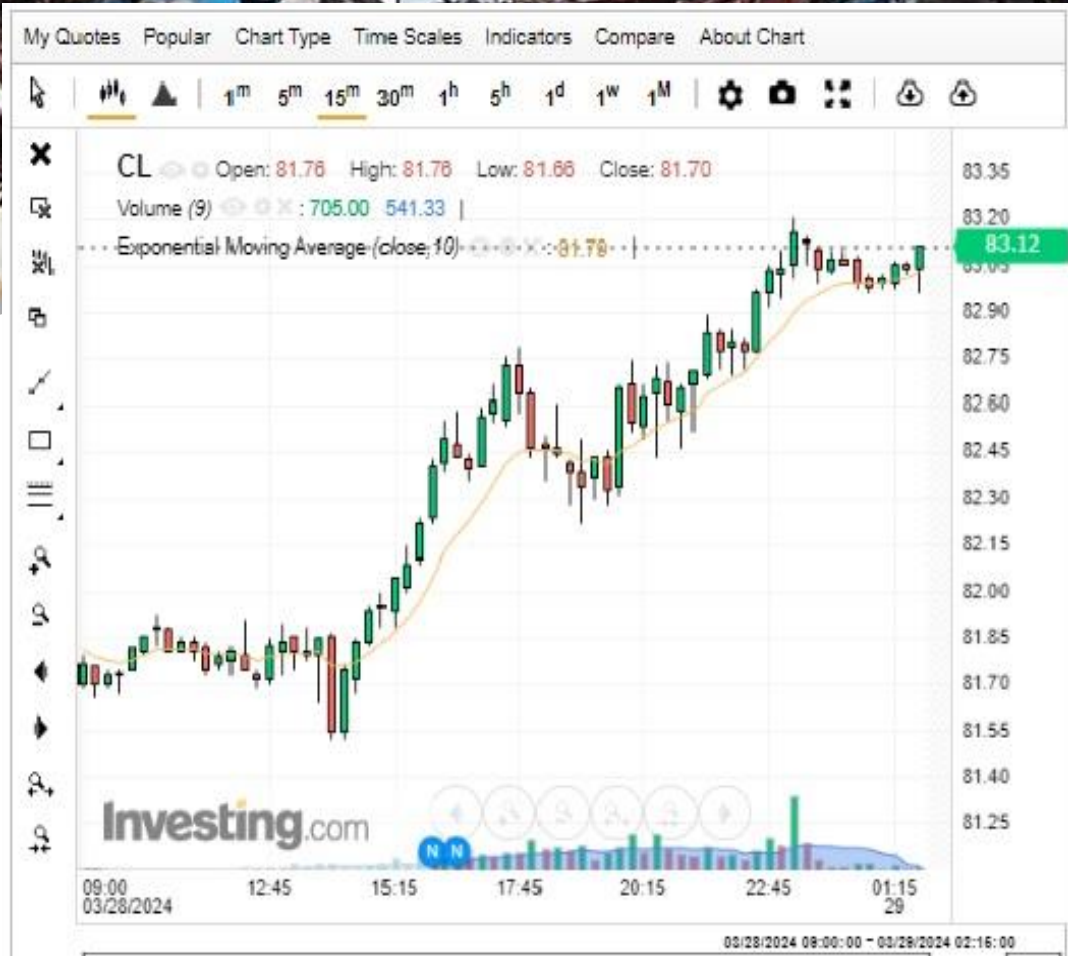 My Quotes Popular Chart Type Time Scales Indicators Compare About Chart
1m 5m 15m 30m 1h 5h 1d 1w 1M
CL Open: 81.76 High: 81.76 Low: 81.66 Close: 81.70
Volume (9) : 705.00 541.33
Exponential Moving Average (close,10) : 81.79
83.35
83.20
83.12
83.05
82.90
82.75
82.60
82.45
82.30
82.15
82.00
81.85
81.70
81.55
81.40
81.25
Investing.com
N N
09:00 12:45 15:15 17:45 20:15 22:45 01:15
03/28/2024 29
03/28/2024 09:00:00 - 03/29/2024 02:15:00